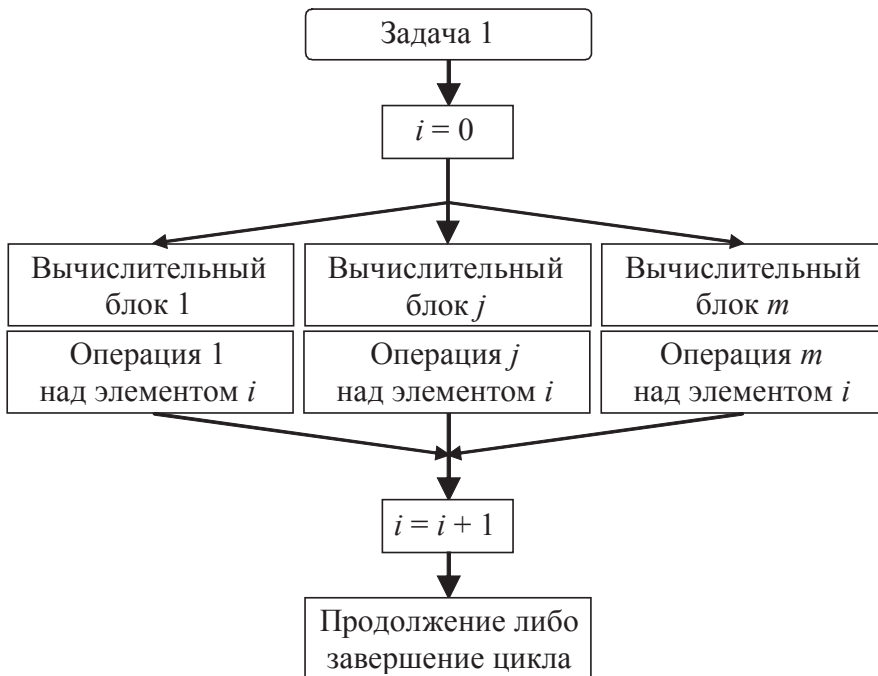 Задача 1
i = 0
Вычислительный
блок 1
Вычислительный
блок j
Вычислительный
блок m
Операция 1
над элементом i
Операция j
над элементом i
Операция m
над элементом i
i = i + 1
Продолжение либо
завершение цикла